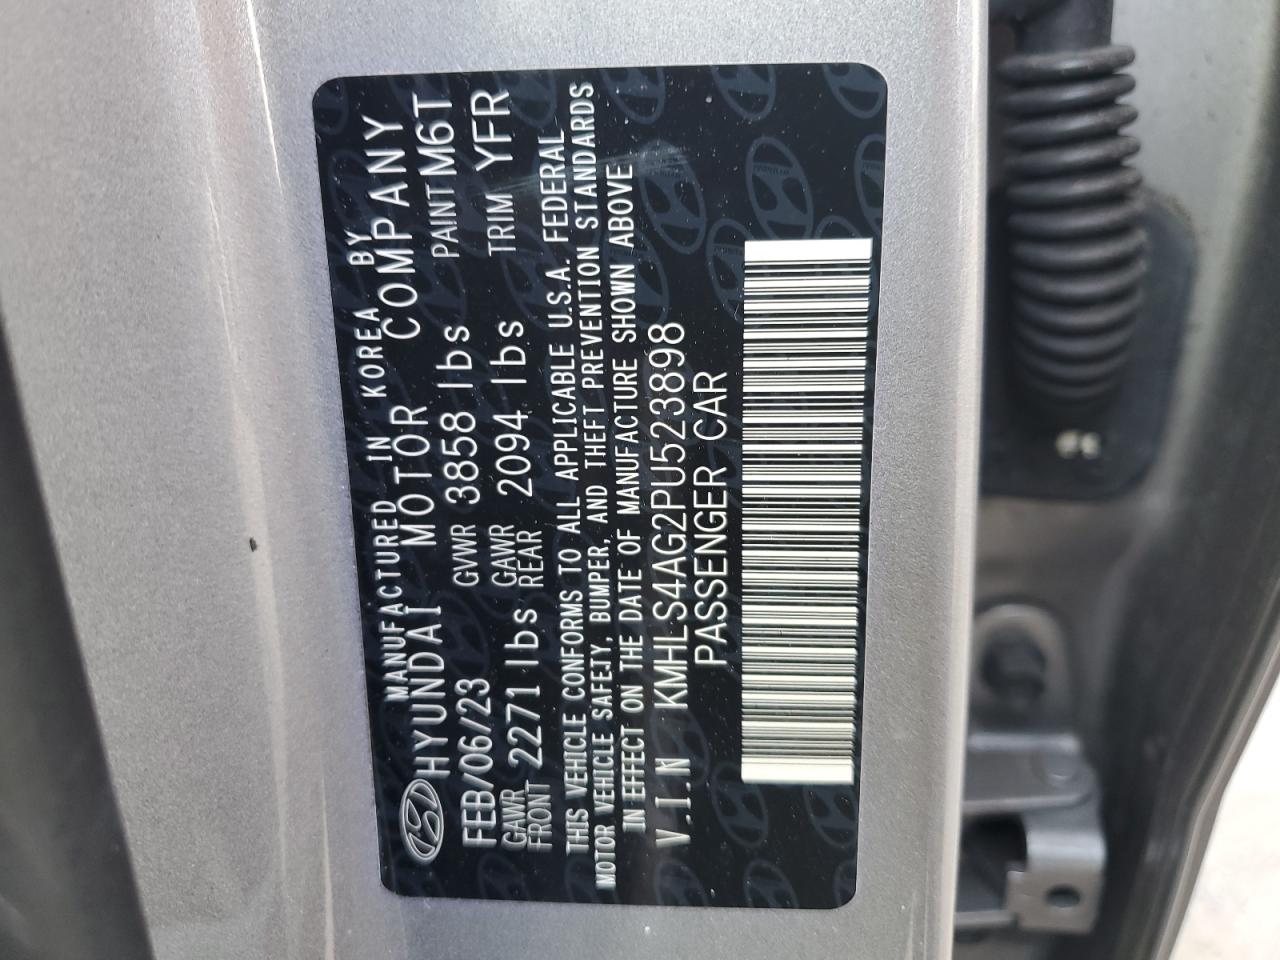 MANUFACTURED IN KOREA BY
HYUNDAI MOTOR COMPANY
FEB/06/23 GVWR 3858 lbs PAINT M6T
GAWR FRONT 2271 lbs GAWR REAR 2094 lbs TRIM YFR
THIS VEHICLE CONFORMS TO ALL APPLICABLE U.S.A. FEDERAL
MOTOR VEHICLE SAFETY, BUMPER, AND THEFT PREVENTION STANDARDS
IN EFFECT ON THE DATE OF MANUFACTURE SHOWN ABOVE
V.I.N KMHLS4AG2PU523898
PASSENGER CAR